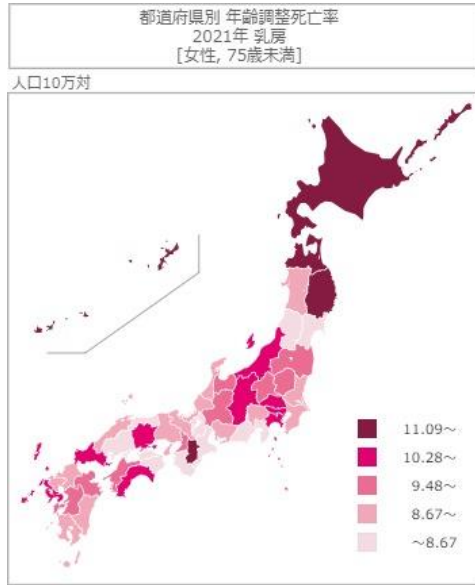 都道府県別 年齢調整死亡率
2021年 乳房
[女性, 75歳未満]
人口10万対
11.09～
10.28～
9.48～
8.67～
～8.67